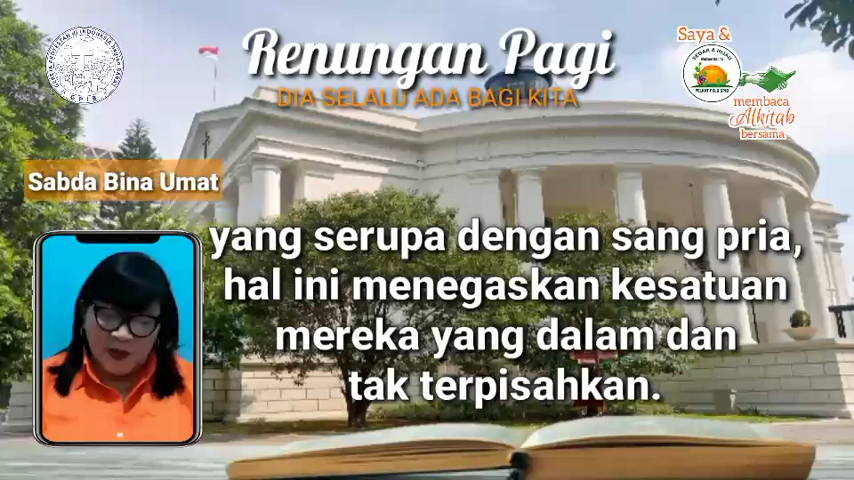 Renungan Pagi
DIA SELALU ADA BAGI KITA
Saya &
membaca
Alkitab
bersama
Sabda Bina Umat
yang serupa dengan sang pria,
hal ini menegaskan kesatuan
mereka yang dalam dan
tak terpisahkan.
GPIB